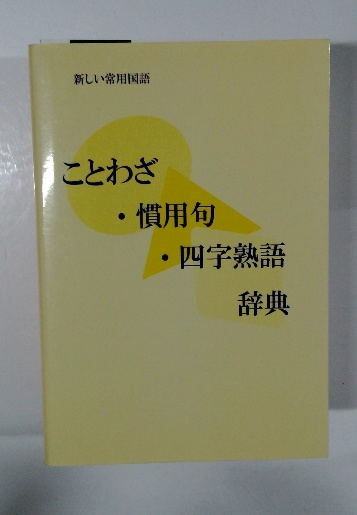 新しい常用国語
ことわざ
・慣用句
・四字熟語
辞典